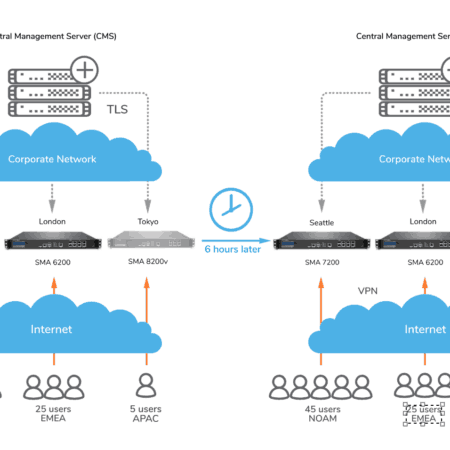 tral Management Server (CMS)
Central Management Ser
TLS
Corporate Network
Corporate Netw
London
Tokyo
Seattle
London
SMA 6200
SMA 8200v
6 hours later
SMA 7200
SMA 6200
VPN
Internet
Internet
25 users
EMEA
5 users
APAC
45 users
NOAM
25 users
EMEA